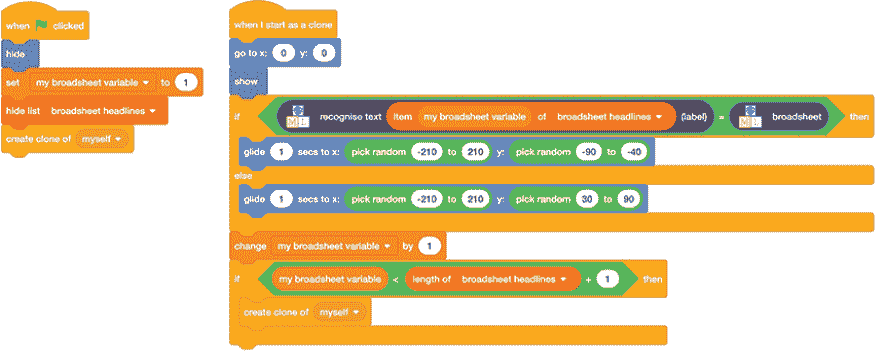 when clicked
hide
set my broadsheet variable to 1
hide list broadsheet headlines
create clone of myself
when I start as a clone
go to x: 0 y: 0
show
if recognise text item my broadsheet variable of broadsheet headlines (label) = broadsheet then
glide 1 secs to x: pick random -210 to 210 y: pick random -90 to -40
else
glide 1 secs to x: pick random -210 to 210 y: pick random 30 to 90
change my broadsheet variable by 1
if my broadsheet variable < length of broadsheet headlines + 1 then
create clone of myself